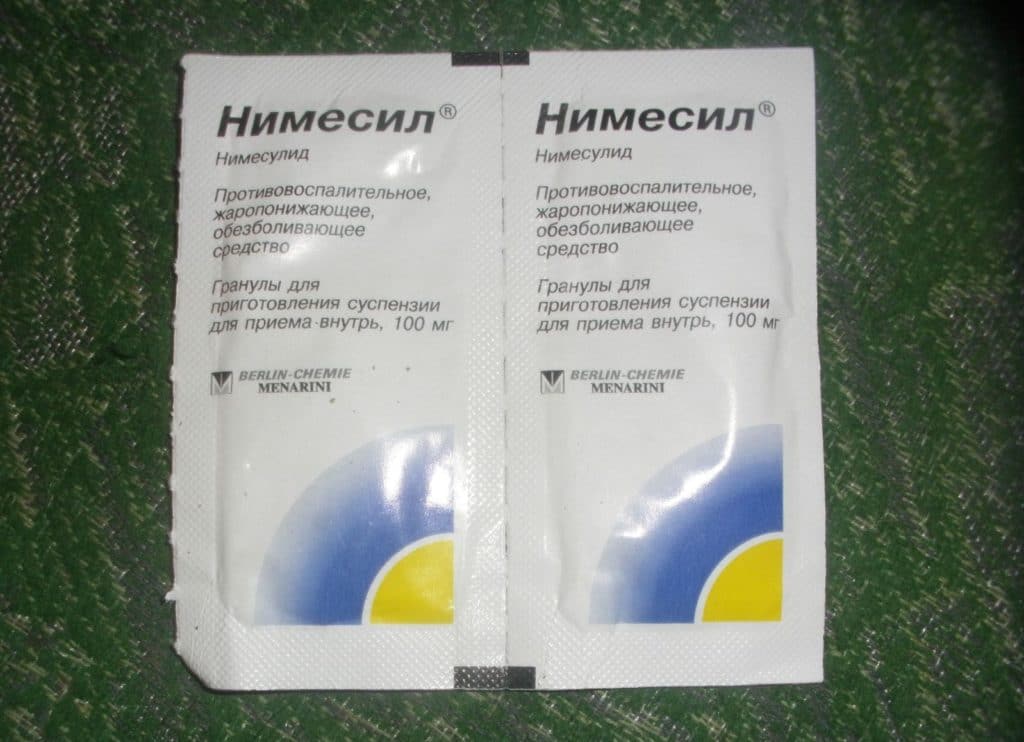 Нимесил®
Нимесулид
Противовоспалительное,
жаропонижающее,
обезболивающее
средство
Гранулы для
приготовления суспензии
для приема внутрь, 100 мг
BERLIN-CHEMIE
MENARINI
Нимесил®
Нимесулид
Противовоспалительное,
жаропонижающее,
обезболивающее
средство
Гранулы для
приготовления суспензии
для приема внутрь, 100 мг
BERLIN-CHEMIE
MENARINI